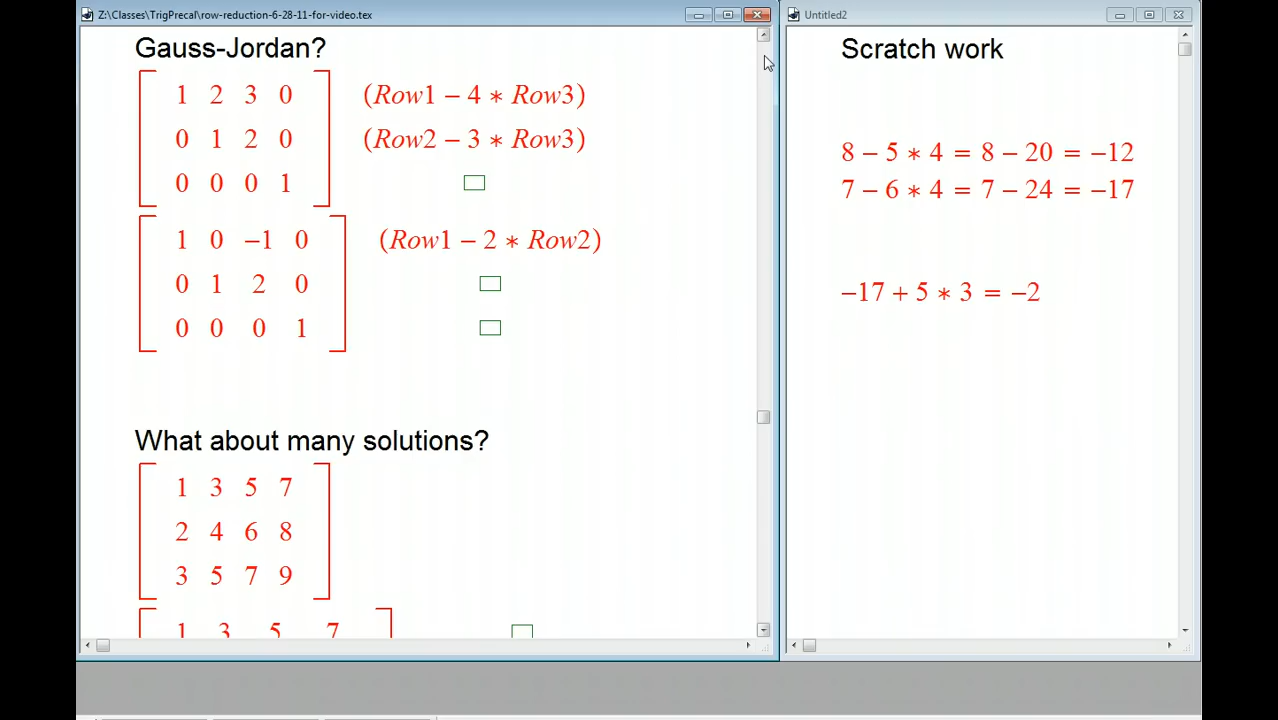 Z:\Classes\TrigPrecal\row-reduction-6-28-11-for-video.tex
Gauss-Jordan?
1 2 3 0 (Row1 − 4 ∗ Row3)
0 1 2 0 (Row2 − 3 ∗ Row3)
0 0 0 1
1 0 −1 0 (Row1 − 2 ∗ Row2)
0 1 2 0
0 0 0 1
What about many solutions?
1 3 5 7
2 4 6 8
3 5 7 9
1 3 5 7
Untitled2
Scratch work
8 − 5 ∗ 4 = 8 − 20 = −12
7 − 6 ∗ 4 = 7 − 24 = −17
−17 + 5 ∗ 3 = −2